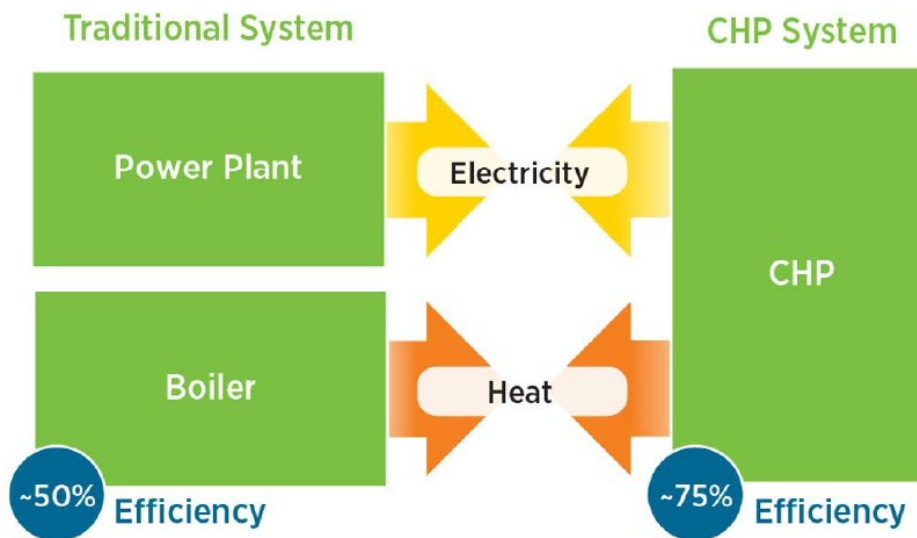 Traditional System
CHP System
Power Plant
Electricity
CHP
Boiler
Heat
~50% Efficiency
~75% Efficiency